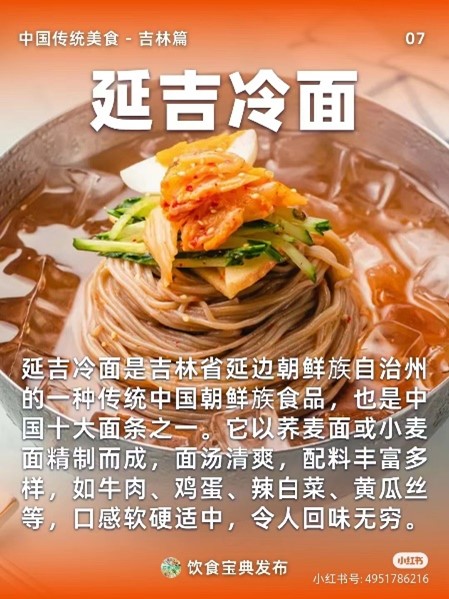 中国传统美食 - 吉林篇
07
延吉冷面
延吉冷面是吉林省延边朝鲜族自治州
的一种传统中国朝鲜族食品，也是中
国十大面条之一。它以荞麦面或小麦
面精制而成，面汤清爽，配料丰富多
样，如牛肉、鸡蛋、辣白菜、黄瓜丝
等，口感软硬适中，令人回味无穷。
饮食宝典发布
小红书
小红书号: 4951786216